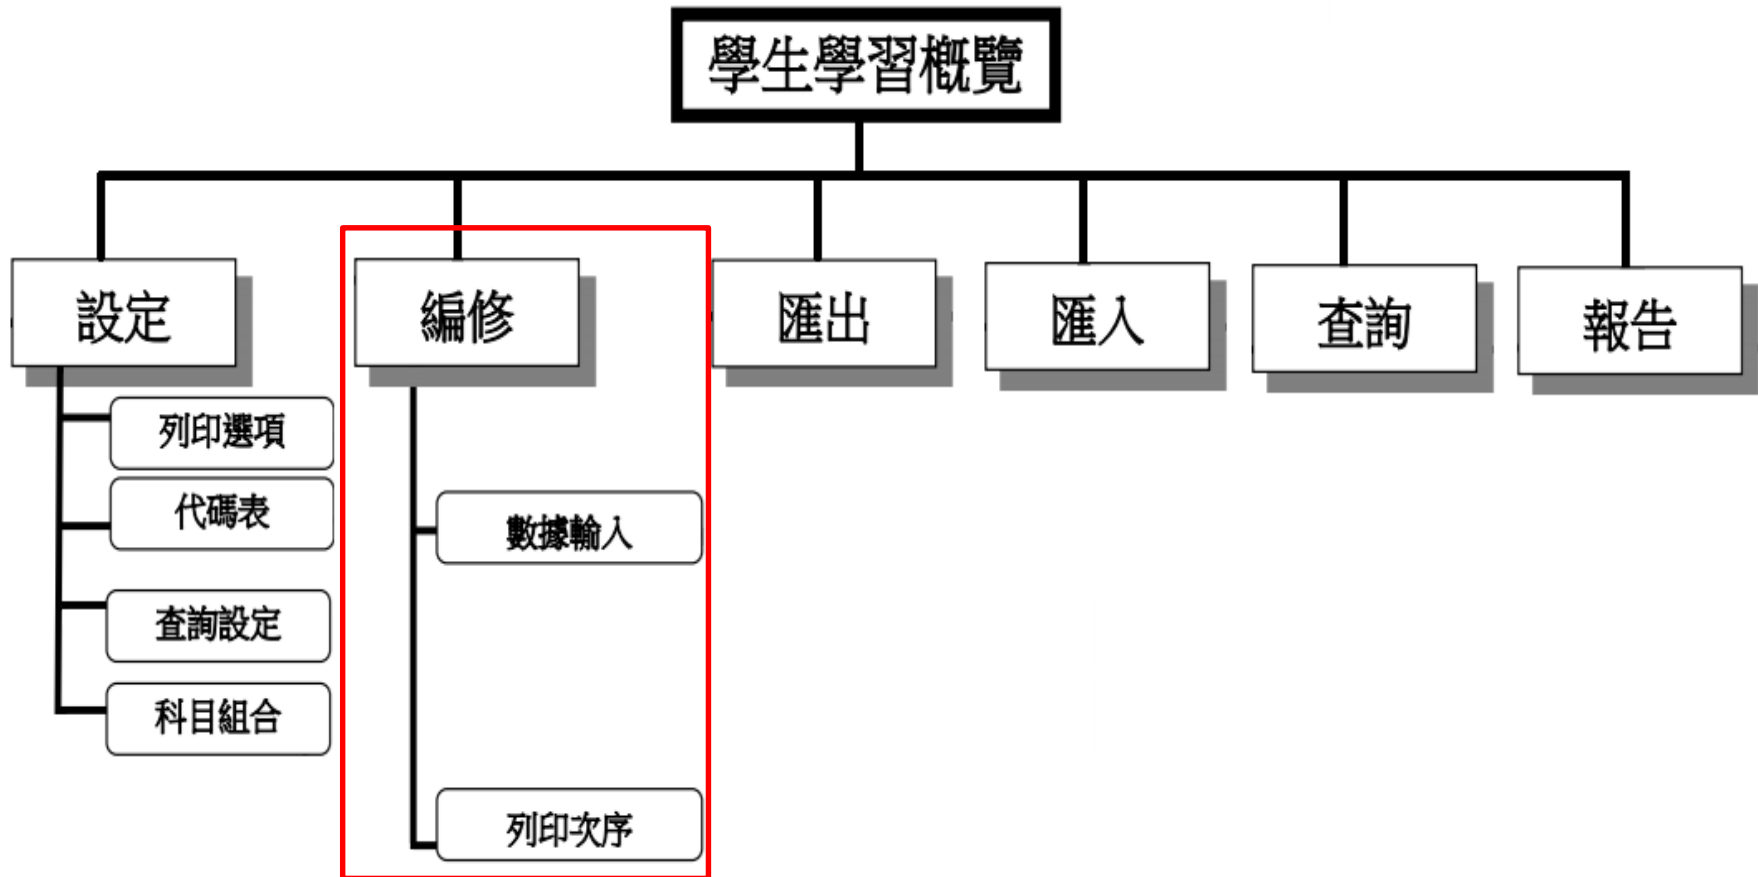 學生學習概覽
設定
編修
匯出
匯入
查詢
報告
列印選項
代碼表
查詢設定
科目組合
數據輸入
列印次序